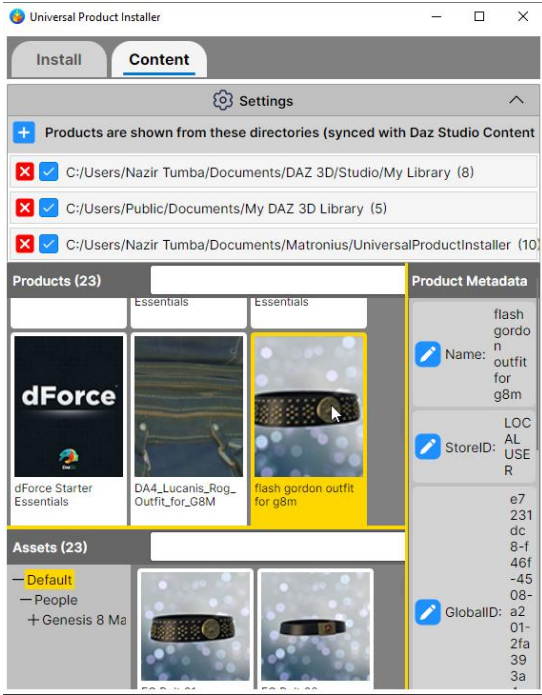 Universal Product Installer
Install
Content
Settings
Products are shown from these directories (synced with Daz Studio Content
C:/Users/Nazir Tumba/Documents/DAZ 3D/Studio/My Library (8)
C:/Users/Public/Documents/My DAZ 3D Library (5)
C:/Users/Nazir Tumba/Documents/Matronius/UniversalProductInstaller (10)
Products (23)
Essentials
Essentials
dForce
Daz3D
dForce Starter
Essentials
DA4_Lucanis_Rog_
Outfit_for_G8M
flash gordon outfit
for g8m
Assets (23)
Default
People
Genesis 8 Ma
Product Metadata
Name:
flash
gordo
n
outfit
for
g8m
StoreID:
LOC
AL
USE
R
GlobalID:
e7
231
dc
8-f
46f
-45
08-
a2
01-
2fa
39
3a